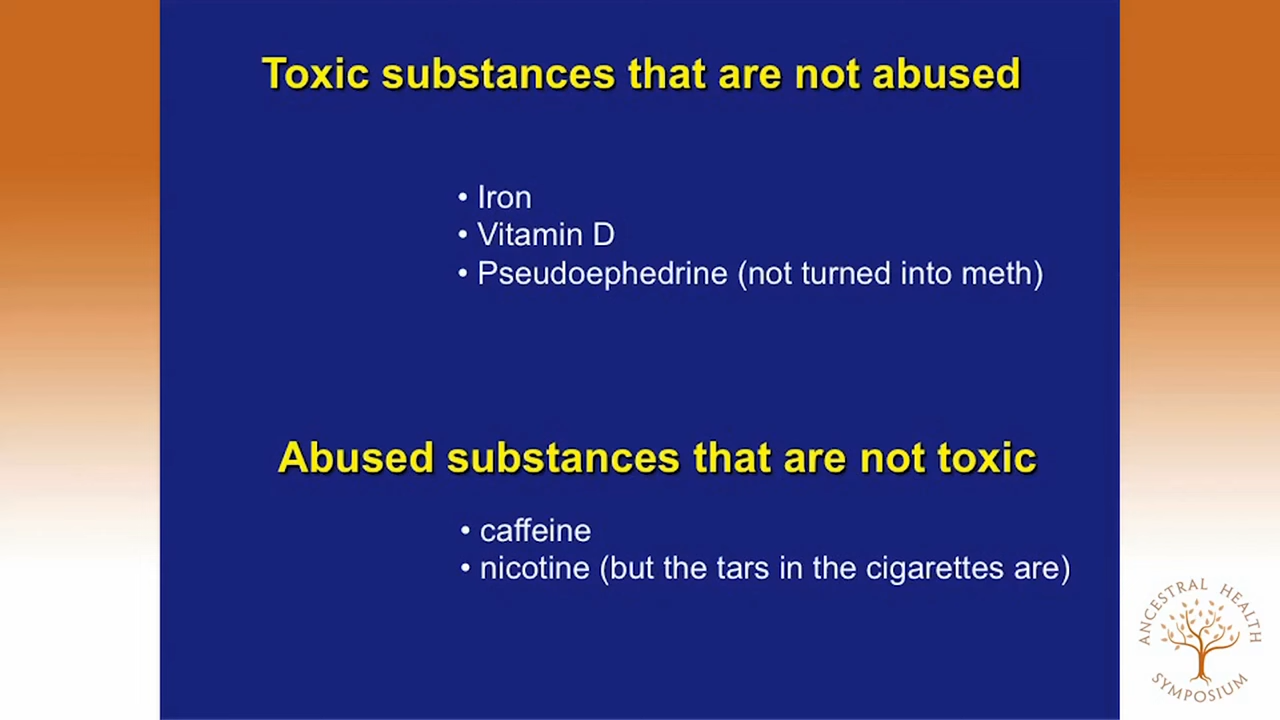 Toxic substances that are not abused
• Iron
• Vitamin D
• Pseudoephedrine (not turned into meth)
Abused substances that are not toxic
• caffeine
• nicotine (but the tars in the cigarettes are)
ANCESTRAL HEALTH
SYMPOSIUM